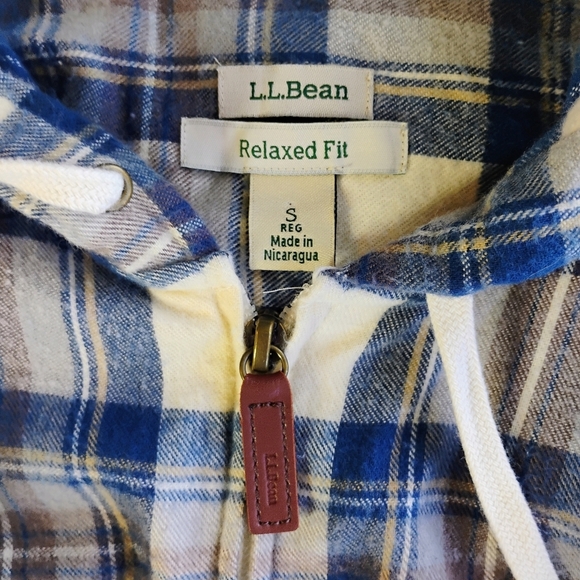 L.L.Bean
Relaxed Fit
S
REG
Made in
Nicaragua
L.L.Bean